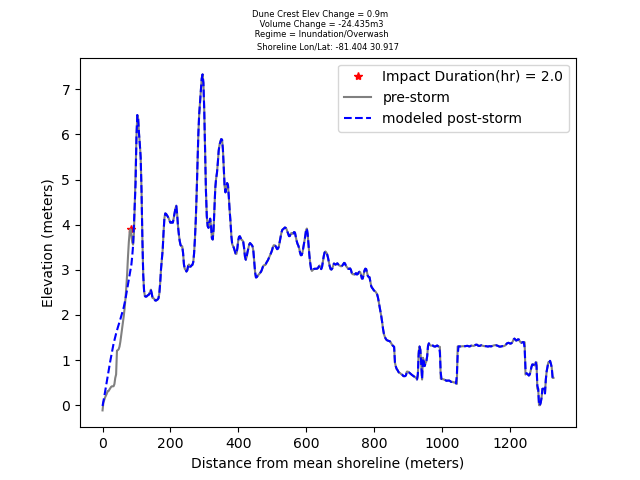 Dune Crest Elev Change = 0.9m
Volume Change = -24.435m3
Regime = Inundation/Overwash
Shoreline Lon/Lat: -81.404 30.917
Impact Duration(hr) = 2.0
pre-storm
modeled post-storm
Elevation (meters)
7
6
5
4
3
2
1
0
0 200 400 600 800 1000 1200
Distance from mean shoreline (meters)